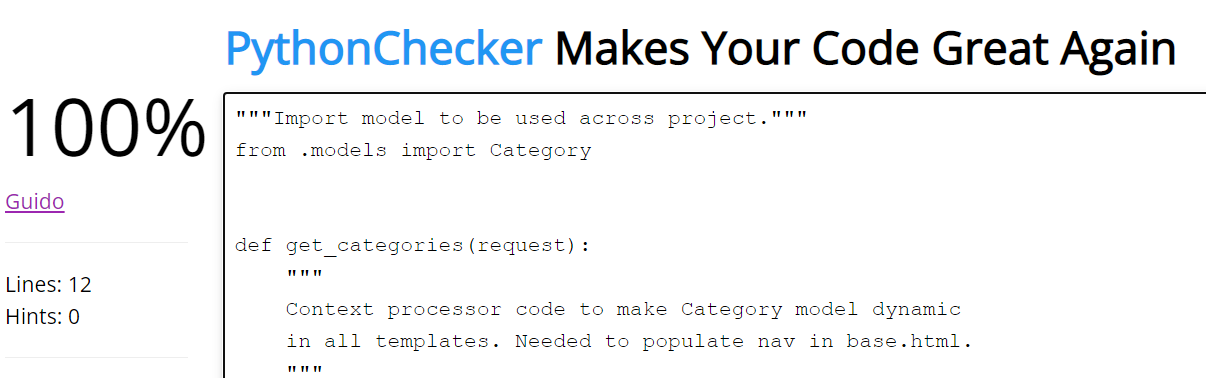 PythonChecker Makes Your Code Great Again
100%
Guido
Lines: 12
Hints: 0
"""Import model to be used across project."""
from .models import Category
def get_categories(request):
"""
Context processor code to make Category model dynamic
in all templates. Needed to populate nav in base.html.
"""